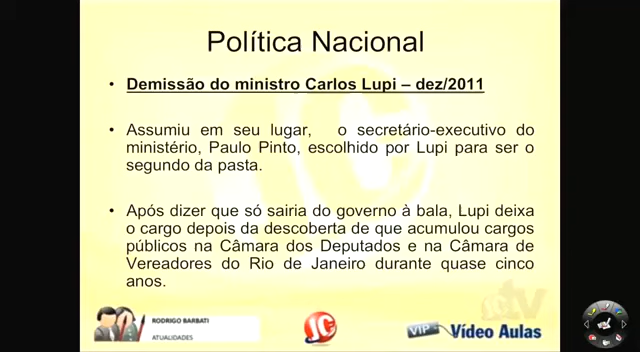 Política Nacional
• Demissão do ministro Carlos Lupi – dez/2011
• Assumiu em seu lugar, o secretário-executivo do
ministério, Paulo Pinto, escolhido por Lupi para ser o
segundo da pasta.
• Após dizer que só sairia do governo à bala, Lupi deixa
o cargo depois da descoberta de que acumulou cargos
públicos na Câmara dos Deputados e na Câmara de
Vereadores do Rio de Janeiro durante quase cinco
anos.
RODRIGO BARBATI
ATUALIDADES
JC
VIP Vídeo Aulas
tv